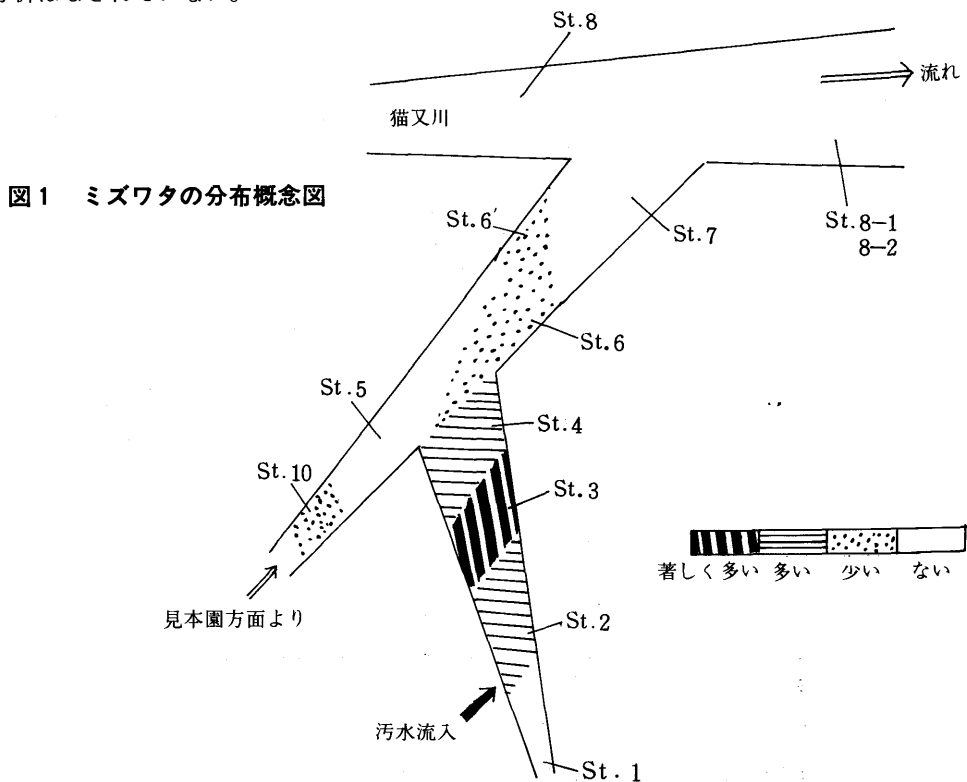 St.8
流れ
猫又川
図1 ミズワタの分布概念図
St.6′
St.7
St.8-1
8-2
St.6
St.5
St.4
St.10
St.3
著しく多い 多い 少い ない
見本園方面より
St.2
汚水流入
St. 1